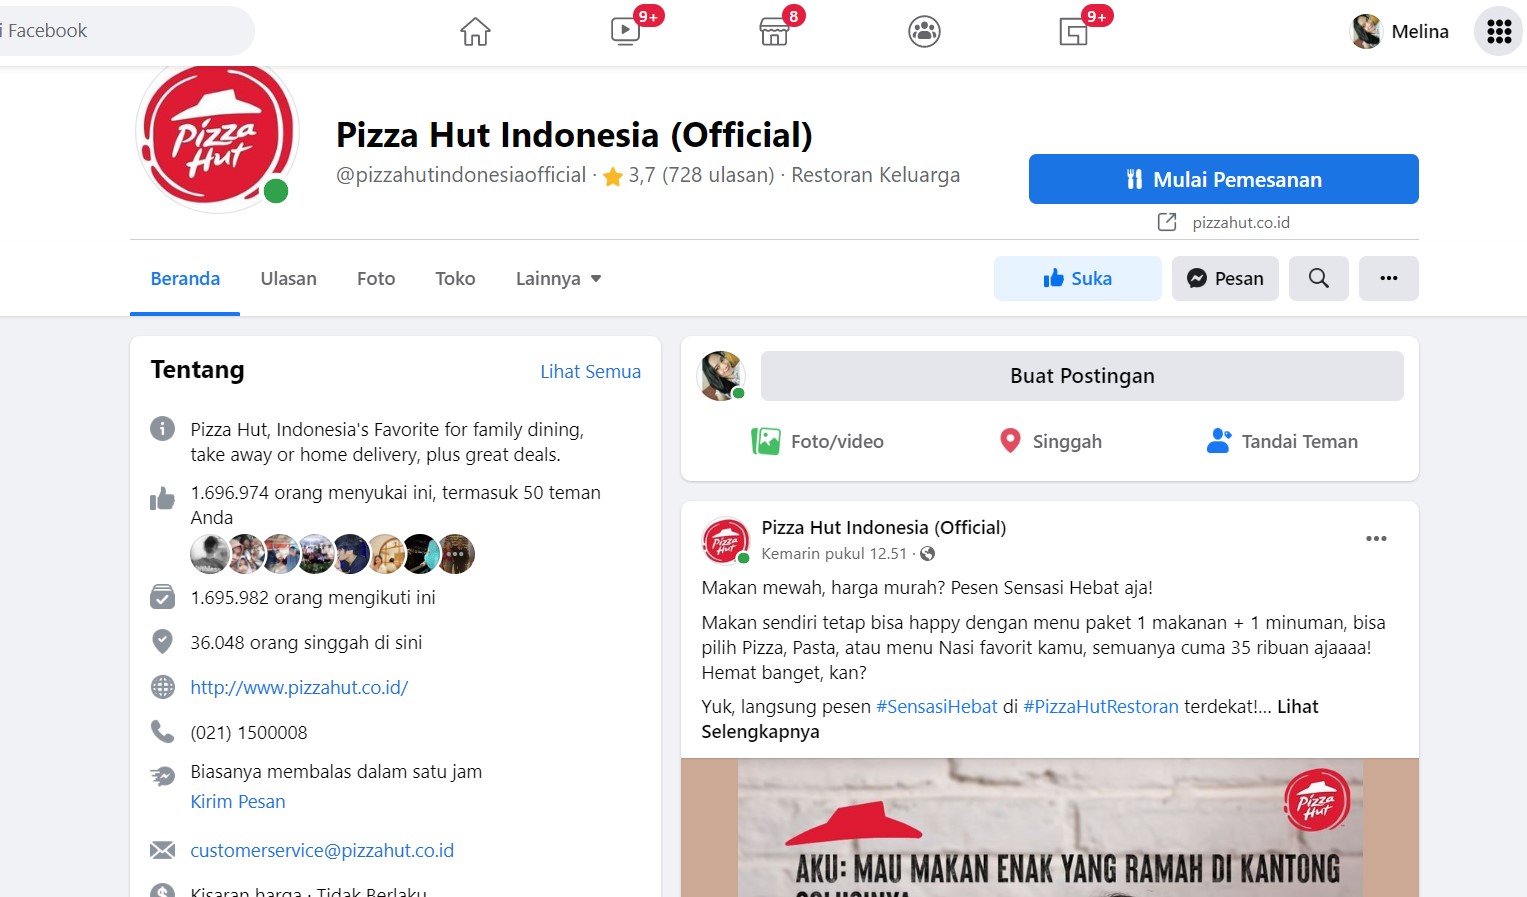 i Facebook
9+
8
9+
Melina
Pizza
Hut
Pizza Hut Indonesia (Official)
@pizzahutindonesiaofficial · 3,7 (728 ulasan) · Restoran Keluarga
Mulai Pemesanan
pizzahut.co.id
Beranda
Ulasan
Foto
Toko
Lainnya
Suka
Pesan
Tentang
Lihat Semua
Pizza Hut, Indonesia's Favorite for family dining,
take away or home delivery, plus great deals.
1.696.974 orang menyukai ini, termasuk 50 teman
Anda
1.695.982 orang mengikuti ini
36.048 orang singgah di sini
http://www.pizzahut.co.id/
(021) 1500008
Biasanya membalas dalam satu jam
Kirim Pesan
customerservice@pizzahut.co.id
Kisaran harga · Tidak Berlaku
Buat Postingan
Foto/video
Singgah
Tandai Teman
Pizza
Hut
Pizza Hut Indonesia (Official)
Kemarin pukul 12.51 ·
Makan mewah, harga murah? Pesen Sensasi Hebat aja!
Makan sendiri tetap bisa happy dengan menu paket 1 makanan + 1 minuman, bisa
pilih Pizza, Pasta, atau menu Nasi favorit kamu, semuanya cuma 35 ribuan ajaaaa!
Hemat banget, kan?
Yuk, langsung pesen #SensasiHebat di #PizzaHutRestoran terdekat!... Lihat
Selengkapnya
Pizza
Hut
AKU: MAU MAKAN ENAK YANG RAMAH DI KANTONG